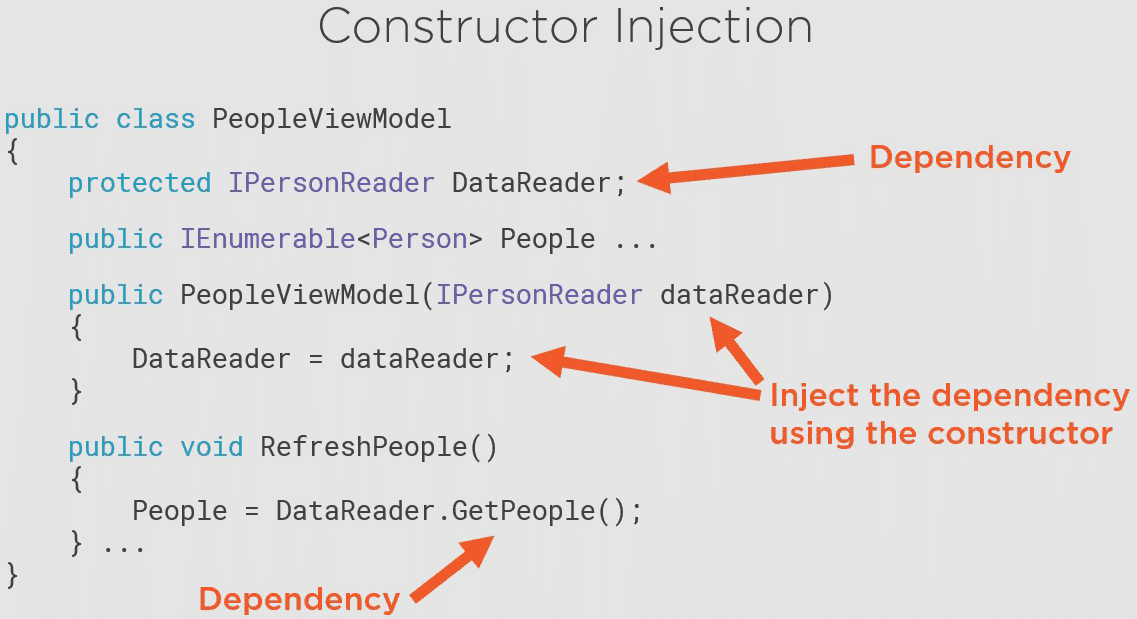 Constructor Injection
public class PeopleViewModel
{
protected IPersonReader DataReader;
Dependency
public IEnumerable<Person> People ...
public PeopleViewModel(IPersonReader dataReader)
{
DataReader = dataReader;
}
Inject the dependency
using the constructor
public void RefreshPeople()
{
People = DataReader.GetPeople();
} ...
}
Dependency